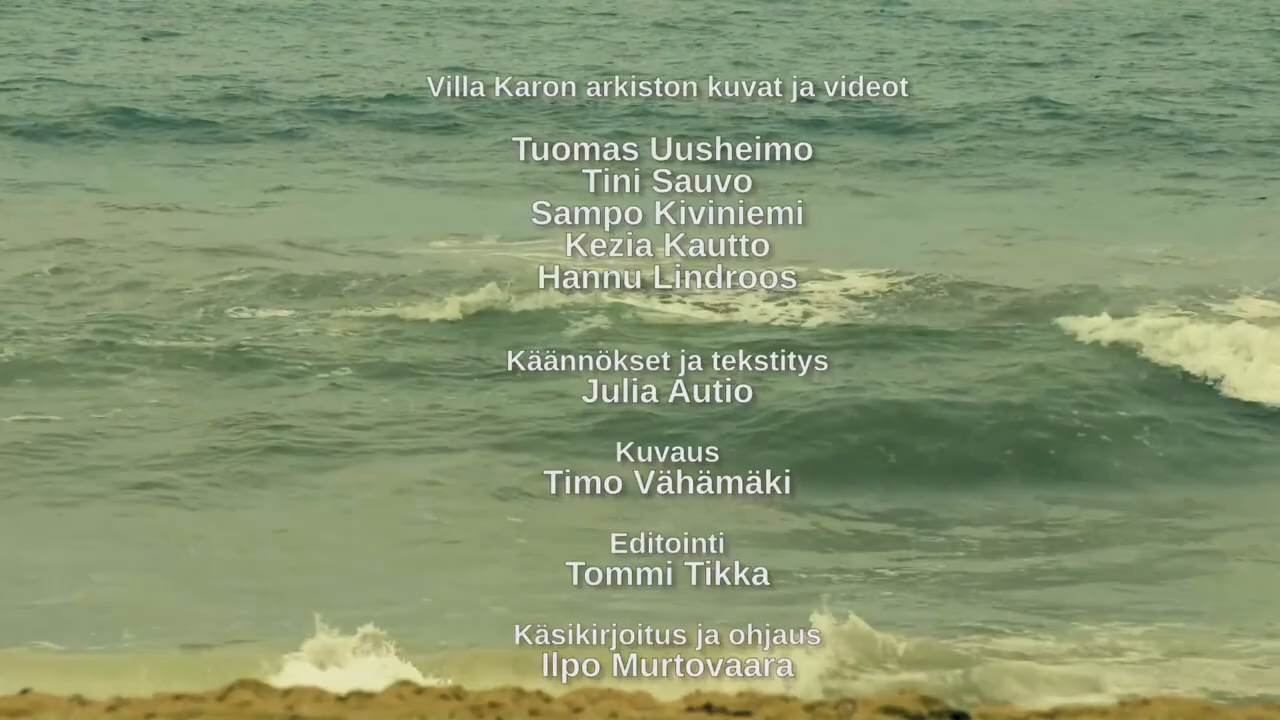 Villa Karon arkiston kuvat ja videot
Tuomas Uusheimo
Tini Sauvo
Sampo Kiviniemi
Kezia Kautto
Hannu Lindroos
Käännökset ja tekstitys
Julia Autio
Kuvaus
Timo Vähämäki
Editointi
Tommi Tikka
Käsikirjoitus ja ohjaus
Ilpo Murtovaara